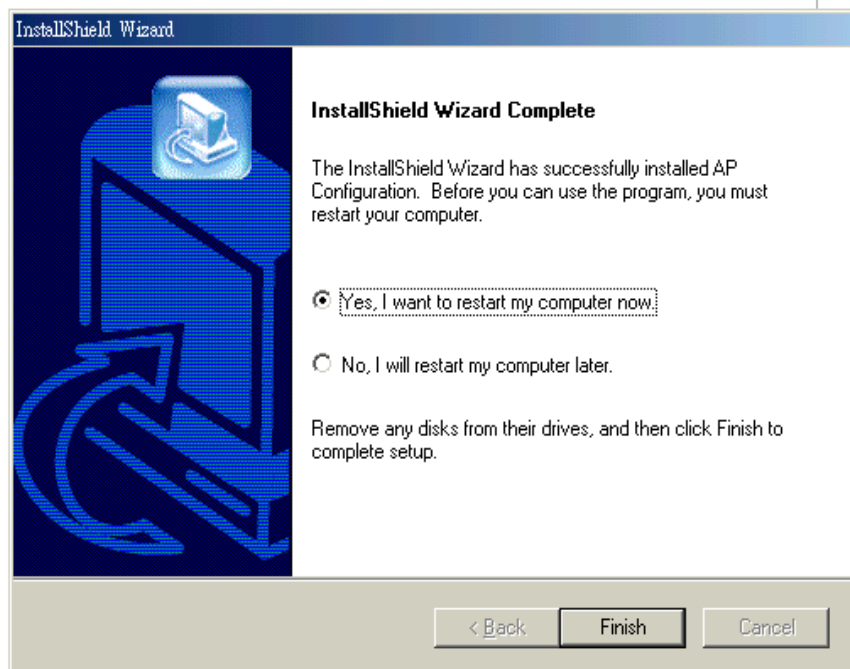 InstallShield Wizard
InstallShield Wizard Complete
The InstallShield Wizard has successfully installed AP
Configuration.  Before you can use the program, you must
restart your computer.
Yes, I want to restart my computer now.
No, I will restart my computer later.
Remove any disks from their drives, and then click Finish to
complete setup.
< Back
Finish
Cancel